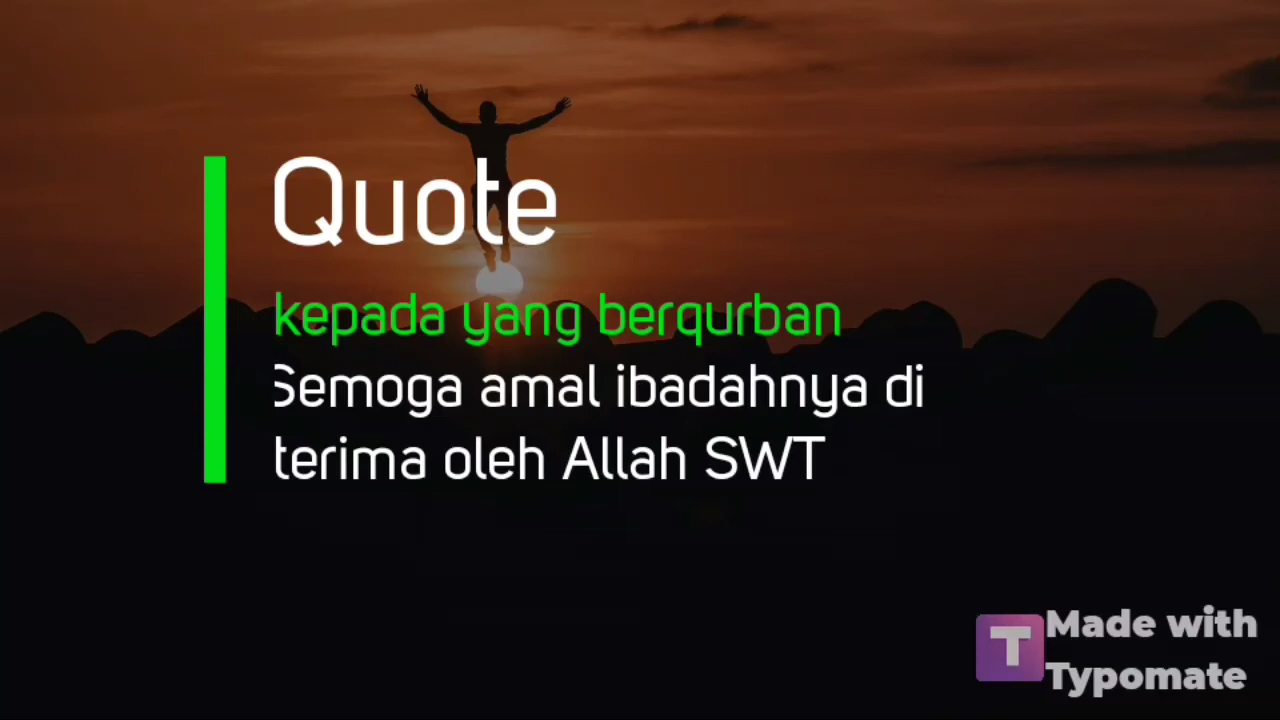 Quote
kepada yang berqurban
Semoga amal ibadahnya di
terima oleh Allah SWT
T
Made with
Typomate